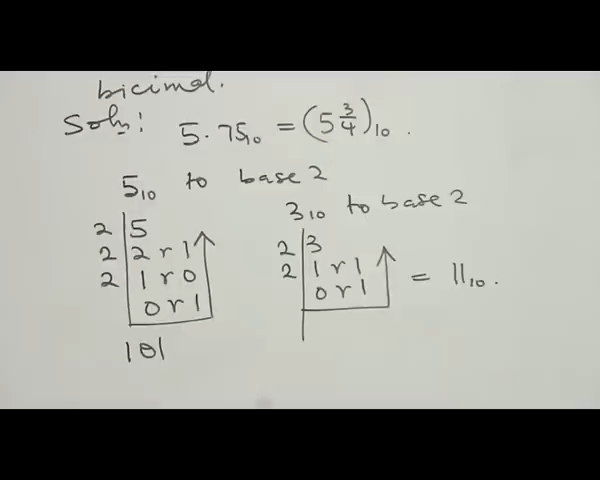 bicimal.
Soln: 5.75₁₀ = (5 3/4)₁₀.
5₁₀ to base 2
3₁₀ to base 2
2 | 5
2 | 2 r 1
2 | 1 r 0
0 r 1
101
2 | 3
2 | 1 r 1
0 r 1
= 11₁₀.